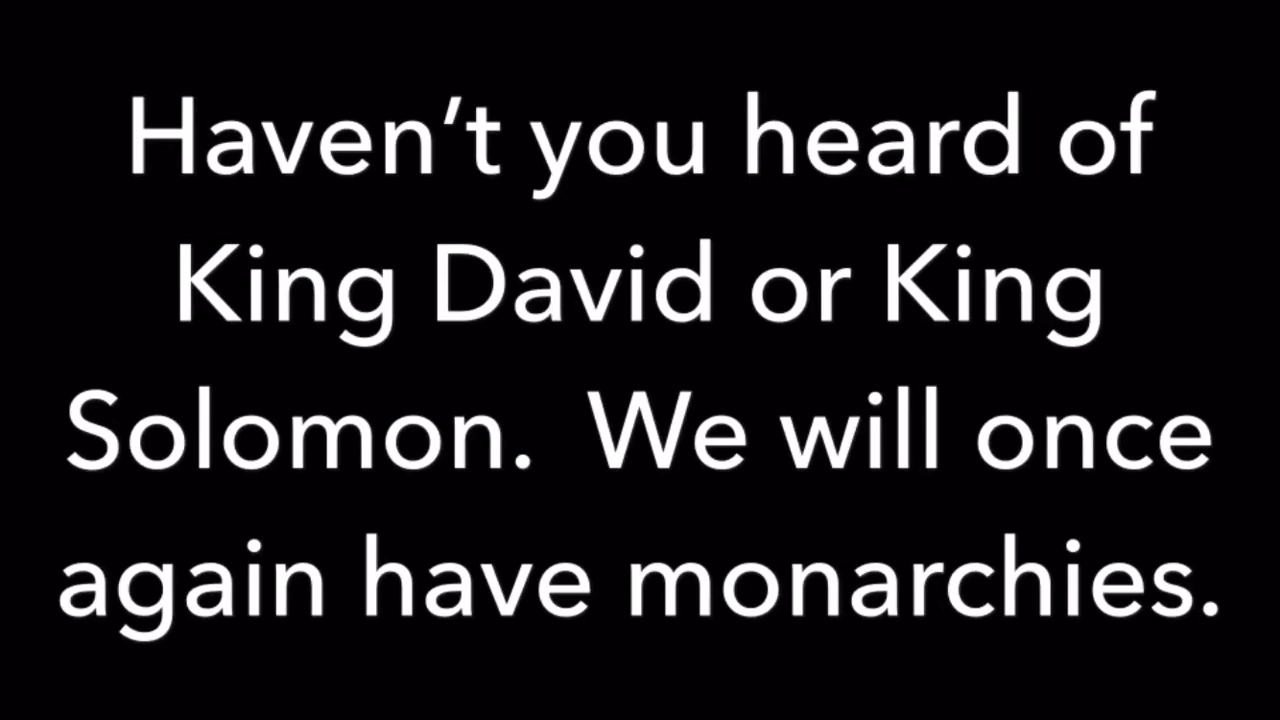 Haven’t you heard of
King David or King
Solomon.  We will once
again have monarchies.